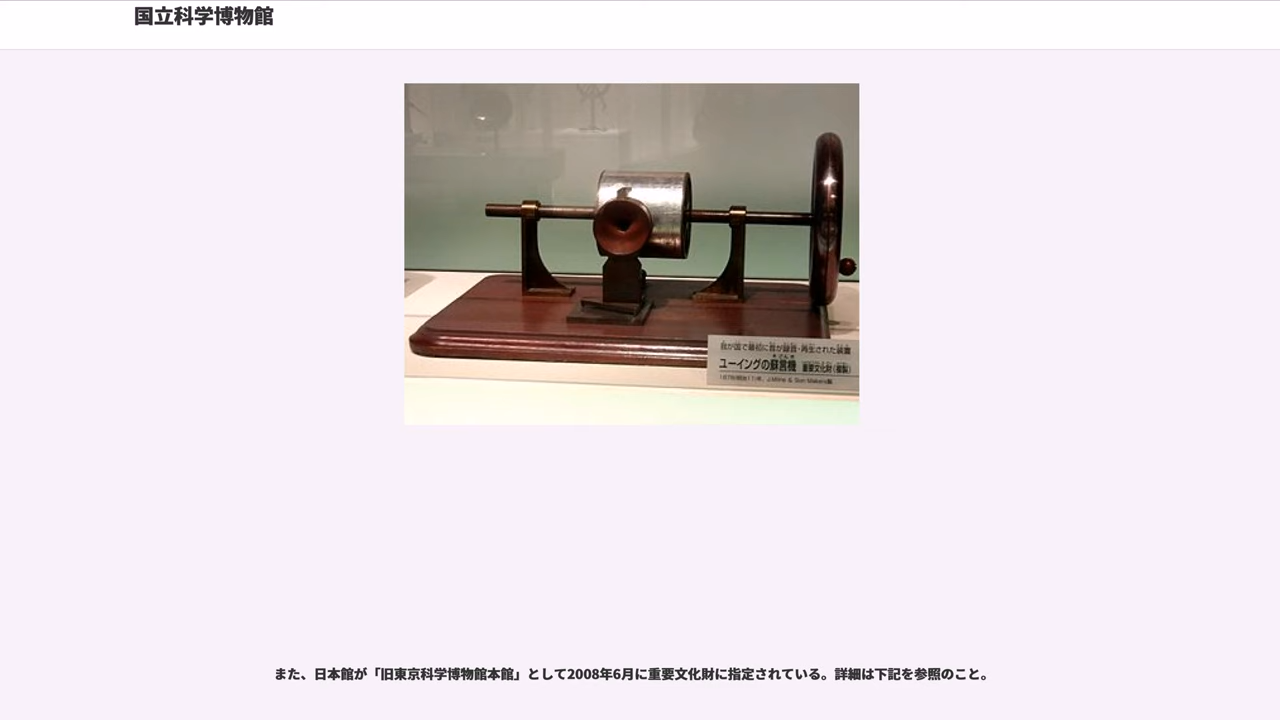 国立科学博物館
我が国で最初に音が録音・再生された装置
ユーイングの蘇言機 重要文化財(複製)
また、日本館が「旧東京科学博物館本館」として2008年6月に重要文化財に指定されている。詳細は下記を参照のこと。